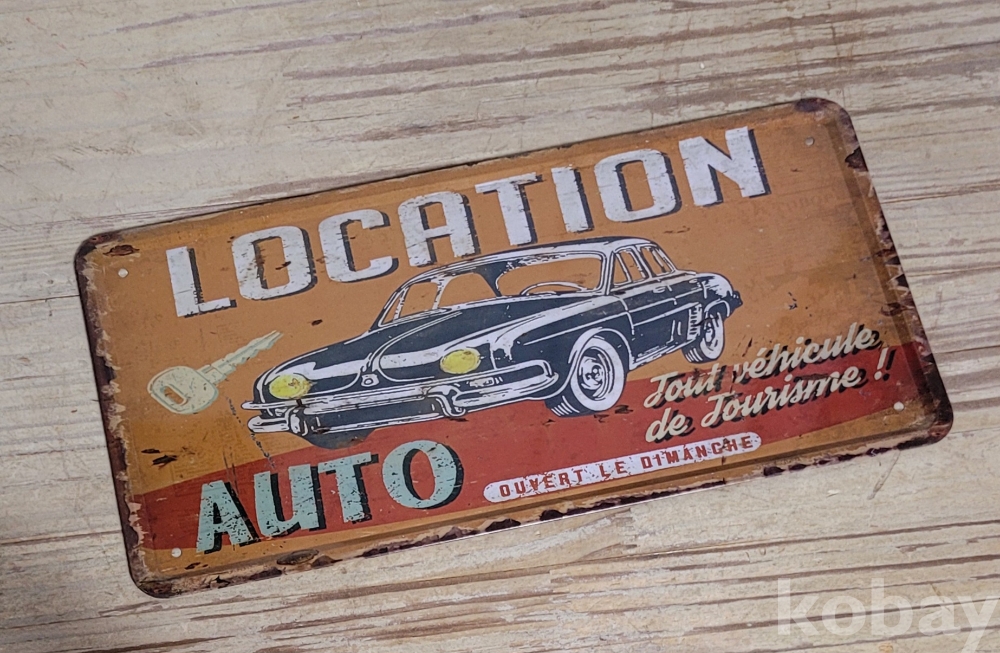 LOCATION
Tout véhicule
de Tourisme !!
AUTO
OUVERT LE DIMANCHE
kobay